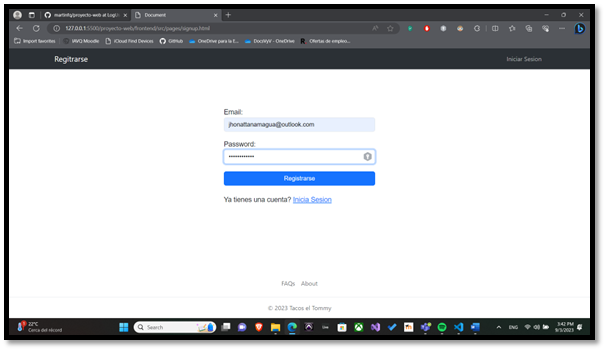 martinllg/proyecto-web at Log
Document
127.0.0.1:5500/proyecto-web/frontend/src/pages/signup.html
Import favorites
IAVQ Moodle
iCloud Find Devices
GitHub
OneDrive para la E...
DocsVyV - OneDrive
Ofertas de empleo...
Regitrarse
Iniciar Sesion
Email:
jhonattanamagua@outlook.com
Password:
Registrarse
Ya tienes una cuenta? Inicia Sesion
FAQs About
© 2023 Tacos el Tommy
22°C
Cerca del récord
Search
ENG
3:42 PM
9/3/2023